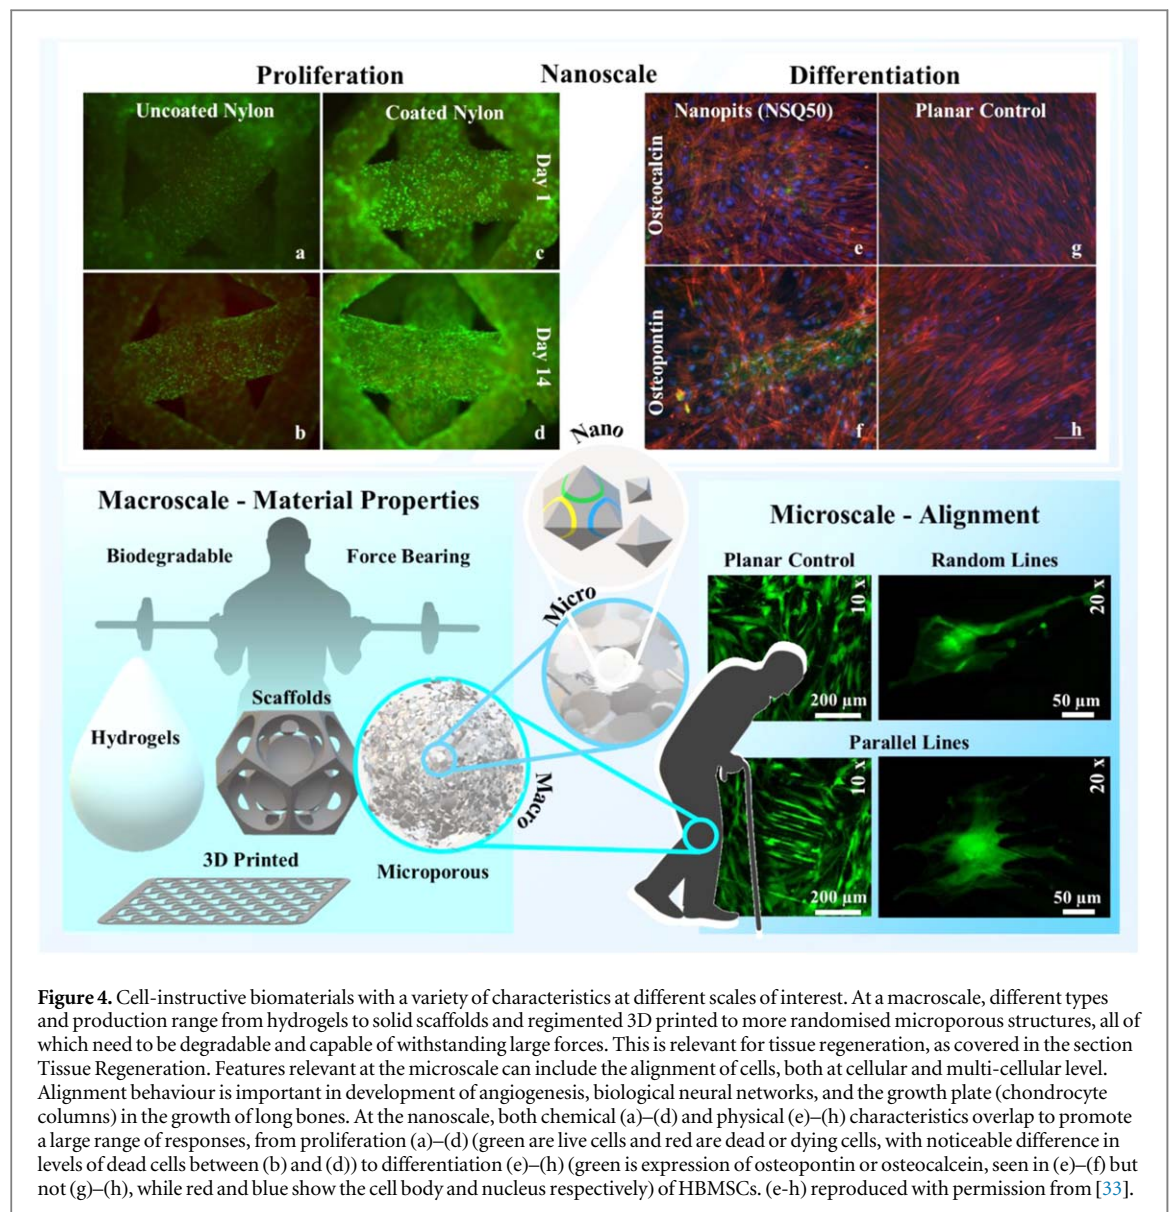 Proliferation
Nanoscale
Differentiation
Uncoated Nylon
Coated Nylon
Nanopits (NSQ50)
Planar Control
Day 1
Osteocalcin
a
c
e
g
Day 14
Osteopontin
b
d
f
h
Nano
Macroscale - Material Properties
Biodegradable
Force Bearing
Microscale - Alignment
Planar Control
Random Lines
10 x
20 x
Micro
200 µm
50 µm
Scaffolds
Hydrogels
Parallel Lines
10 x
20 x
Macro
3D Printed
Microporous
200 µm
50 µm
Figure 4. Cell-instructive biomaterials with a variety of characteristics at different scales of interest. At a macroscale, different types
and production range from hydrogels to solid scaffolds and regimented 3D printed to more randomised microporous structures, all of
which need to be degradable and capable of withstanding large forces. This is relevant for tissue regeneration, as covered in the section
Tissue Regeneration. Features relevant at the microscale can include the alignment of cells, both at cellular and multi-cellular level.
Alignment behaviour is important in development of angiogenesis, biological neural networks, and the growth plate (chondrocyte
columns) in the growth of long bones. At the nanoscale, both chemical (a)–(d) and physical (e)–(h) characteristics overlap to promote
a large range of responses, from proliferation (a)–(d) (green are live cells and red are dead or dying cells, with noticeable difference in
levels of dead cells between (b) and (d)) to differentiation (e)–(h) (green is expression of osteopontin or osteocalcein, seen in (e)–(f) but
not (g)–(h), while red and blue show the cell body and nucleus respectively) of HBMSCs. (e-h) reproduced with permission from [33].